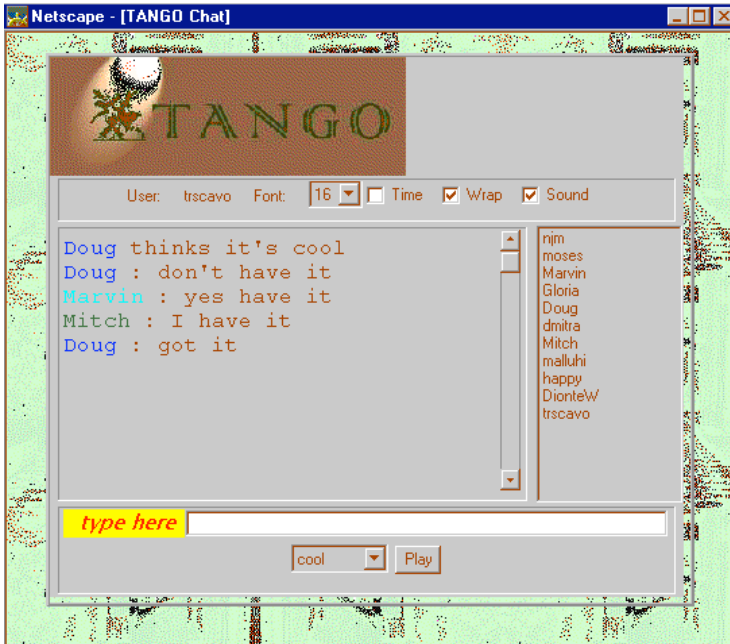 Netscape - [TANGO Chat]
TANGO
User: trscavo Font: 16 Time Wrap Sound
Doug thinks it's cool
Doug : don't have it
Marvin : yes have it
Mitch : I have it
Doug : got it
njm
moses
Marvin
Gloria
Doug
dmitra
Mitch
malluhi
happy
DionteW
trscavo
type here
cool Play